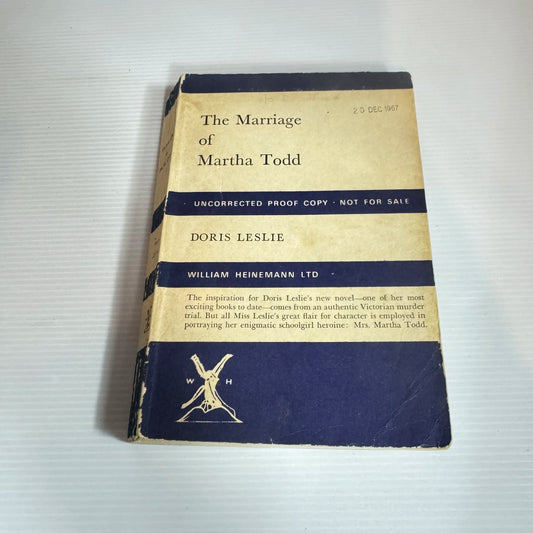 20 DEC 1967
The Marriage
of
Martha Todd
UNCORRECTED PROOF COPY · NOT FOR SALE
DORIS LESLIE
WILLIAM HEINEMANN LTD
The inspiration for Doris Leslie's new novel—one of her most
exciting books to date—comes from an authentic Victorian murder
trial. But all Miss Leslie's great flair for character is employed in
portraying her enigmatic schoolgirl heroine: Mrs. Martha Todd.
W H